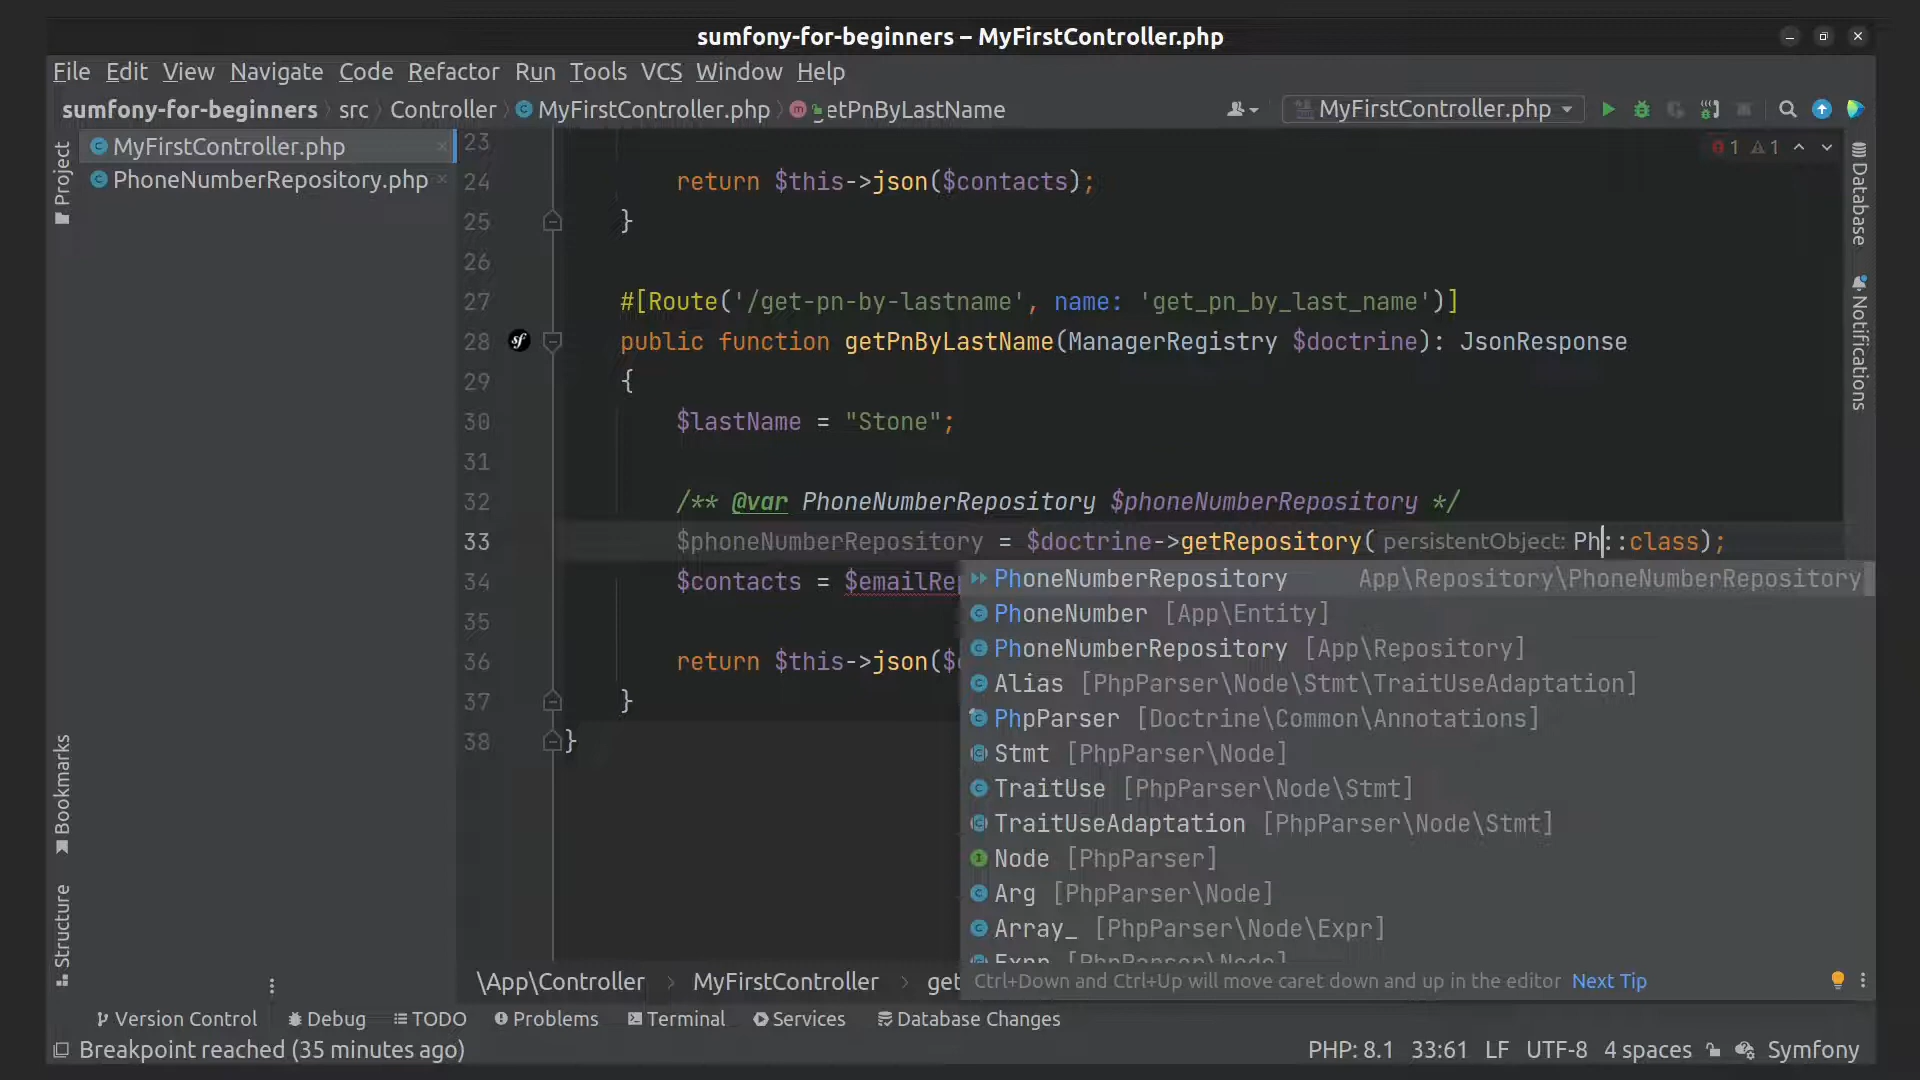 sumfony-for-beginners – MyFirstController.php
File Edit View Navigate Code Refactor Run Tools VCS Window Help
sumfony-for-beginners src Controller MyFirstController.php getPnByLastName MyFirstController.php
Project
MyFirstController.php
PhoneNumberRepository.php
1 1
23
24 return $this->json($contacts);
25 }
26
27 #[Route('/get-pn-by-lastname', name: 'get_pn_by_last_name')]
28 public function getPnByLastName(ManagerRegistry $doctrine): JsonResponse
29 {
30 $lastName = "Stone";
31
32 /** @var PhoneNumberRepository $phoneNumberRepository */
33 $phoneNumberRepository = $doctrine->getRepository( persistentObject: Ph::class);
34 $contacts = $emailRep
35
36 return $this->json($
37 }
38 }
PhoneNumberRepository App\Repository\PhoneNumberRepository
PhoneNumber [App\Entity]
PhoneNumberRepository [App\Repository]
Alias [PhpParser\Node\Stmt\TraitUseAdaptation]
PhpParser [Doctrine\Common\Annotations]
Stmt [PhpParser\Node]
TraitUse [PhpParser\Node\Stmt]
TraitUseAdaptation [PhpParser\Node\Stmt]
Node [PhpParser]
Arg [PhpParser\Node]
Array_ [PhpParser\Node\Expr]
Ctrl+Down and Ctrl+Up will move caret down and up in the editor Next Tip
Database
Notifications
Bookmarks
Structure
\App\Controller MyFirstController get
Version Control Debug TODO Problems Terminal Services Database Changes
Breakpoint reached (35 minutes ago) PHP: 8.1 33:61 LF UTF-8 4 spaces Symfony